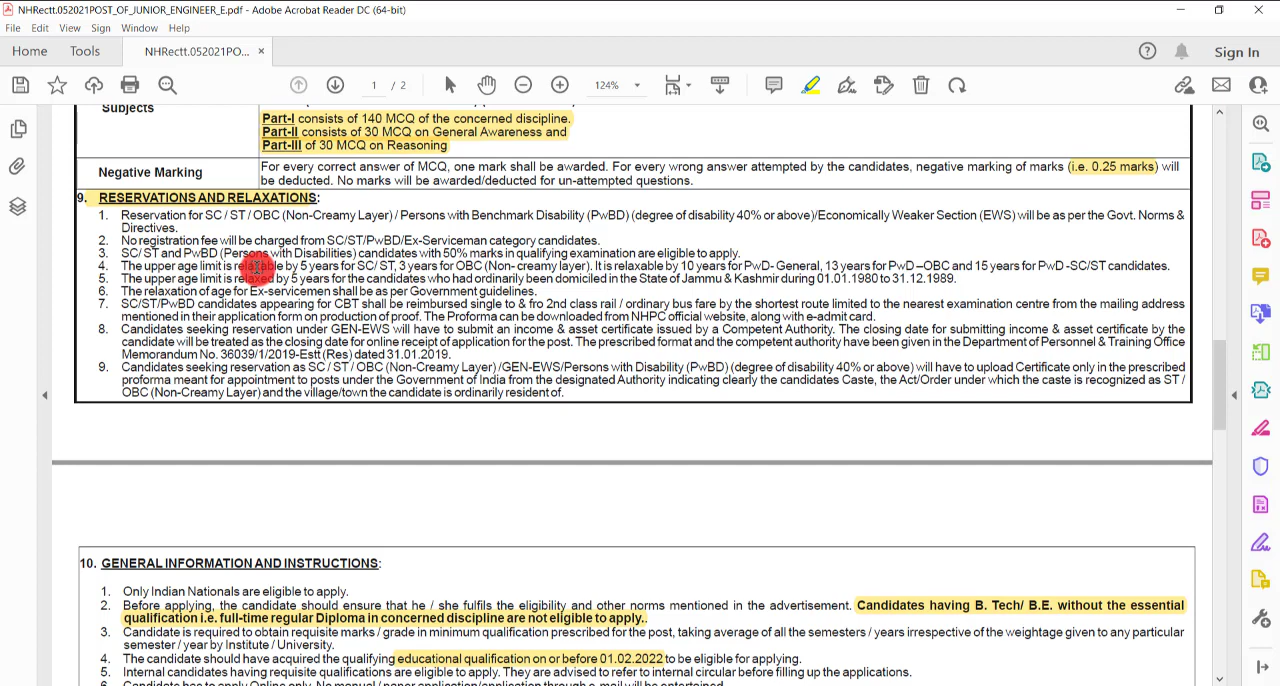 NHRectt.052021POST_OF_JUNIOR_ENGINEER_E.pdf - Adobe Acrobat Reader DC (64-bit)
File Edit View Sign Window Help
Home Tools NHRectt.052021PO... × ? Sign In
1 / 2 124%
Subjects
Part-I consists of 140 MCQ of the concerned discipline.
Part-II consists of 30 MCQ on General Awareness and
Part-III of 30 MCQ on Reasoning
Negative Marking
For every correct answer of MCQ, one mark shall be awarded. For every wrong answer attempted by the candidates, negative marking of marks (i.e. 0.25 marks) will
be deducted. No marks will be awarded/deducted for un-attempted questions.
9. RESERVATIONS AND RELAXATIONS:
1. Reservation for SC / ST / OBC (Non-Creamy Layer) / Persons with Benchmark Disability (PwBD) (degree of disability 40% or above)/Economically Weaker Section (EWS) will be as per the Govt. Norms &
Directives.
2. No registration fee will be charged from SC/ST/PwBD/Ex-Serviceman category candidates.
3. SC/ ST and PwBD (Persons with Disabilities) candidates with 50% marks in qualifying examination are eligible to apply.
4. The upper age limit is relaxable by 5 years for SC/ ST, 3 years for OBC (Non- creamy layer). It is relaxable by 10 years for PwD- General, 13 years for PwD –OBC and 15 years for PwD -SC/ST candidates.
5. The upper age limit is relaxed by 5 years for the candidates who had ordinarily been domiciled in the State of Jammu & Kashmir during 01.01.1980 to 31.12.1989.
6. The relaxation of age for Ex-servicemen shall be as per Government guidelines.
7. SC/ST/PwBD candidates appearing for CBT shall be reimbursed single to & fro 2nd class rail / ordinary bus fare by the shortest route limited to the nearest examination centre from the mailing address
mentioned in their application form on production of proof. The Proforma can be downloaded from NHPC official website, along with e-admit card.
8. Candidates seeking reservation under GEN-EWS will have to submit an income & asset certificate issued by a Competent Authority. The closing date for submitting income & asset certificate by the
candidate will be treated as the closing date for online receipt of application for the post. The prescribed format and the competent authority have been given in the Department of Personnel & Training Office
Memorandum No. 36039/1/2019-Estt (Res) dated 31.01.2019.
9. Candidates seeking reservation as SC / ST / OBC (Non-Creamy Layer) /GEN-EWS/Persons with Disability (PwBD) (degree of disability 40% or above) will have to upload Certificate only in the prescribed
proforma meant for appointment to posts under the Government of India from the designated Authority indicating clearly the candidates Caste, the Act/Order under which the caste is recognized as ST /
OBC (Non-Creamy Layer) and the village/town the candidate is ordinarily resident of.
10. GENERAL INFORMATION AND INSTRUCTIONS:
1. Only Indian Nationals are eligible to apply.
2. Before applying, the candidate should ensure that he / she fulfils the eligibility and other norms mentioned in the advertisement. Candidates having B. Tech/ B.E. without the essential
qualification i.e. full-time regular Diploma in concerned discipline are not eligible to apply..
3. Candidate is required to obtain requisite marks / grade in minimum qualification prescribed for the post, taking average of all the semesters / years irrespective of the weightage given to any particular
semester / year by Institute / University.
4. The candidate should have acquired the qualifying educational qualification on or before 01.02.2022 to be eligible for applying.
5. Internal candidates having requisite qualifications are eligible to apply. They are advised to refer to internal circular before filling up the applications.
6. Candidate has to apply Online only. No manual / paper application/application through e-mail will be entertained.